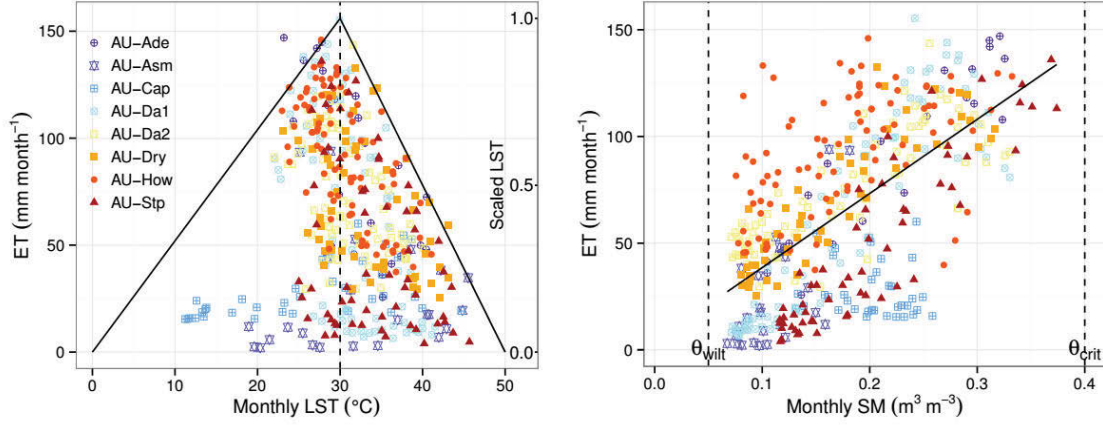 150
100
50
0
ET (mm month⁻¹)
AU−Ade
AU−Asm
AU−Cap
AU−Da1
AU−Da2
AU−Dry
AU−How
AU−Stp
1.0
0.5
0.0
Scaled LST
0 10 20 30 40 50
Monthly LST (°C)
150
100
50
0
ET (mm month⁻¹)
θwilt
θcrit
0.0 0.1 0.2 0.3 0.4
Monthly SM (m³ m⁻³)